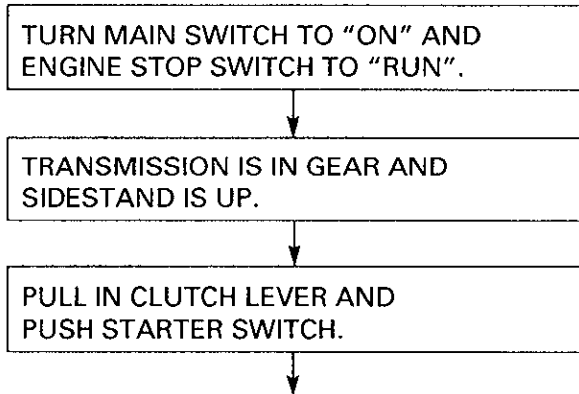 TURN MAIN SWITCH TO “ON” AND
ENGINE STOP SWITCH TO “RUN”.
TRANSMISSION IS IN GEAR AND
SIDESTAND IS UP.
PULL IN CLUTCH LEVER AND
PUSH STARTER SWITCH.